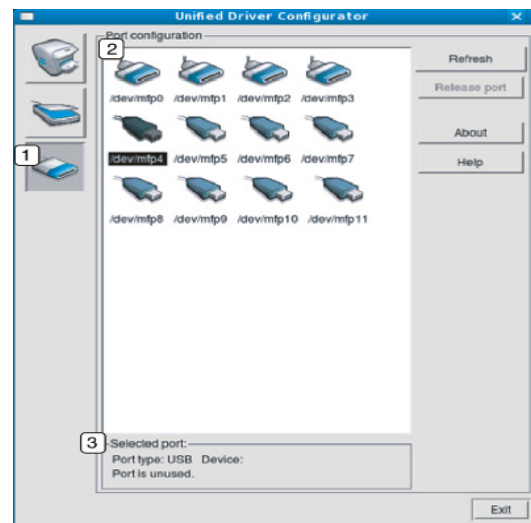 Unified Driver Configurator
Port configuration
2
/dev/mfp0 /dev/mfp1 /dev/mfp2 /dev/mfp3
/dev/mfp4 /dev/mfp5 /dev/mfp6 /dev/mfp7
/dev/mfp8 /dev/mfp9 /dev/mfp10 /dev/mfp11
Refresh
Release port
About
Help
1
3
Selected port:
Port type: USB Device:
Port is unused.
Exit